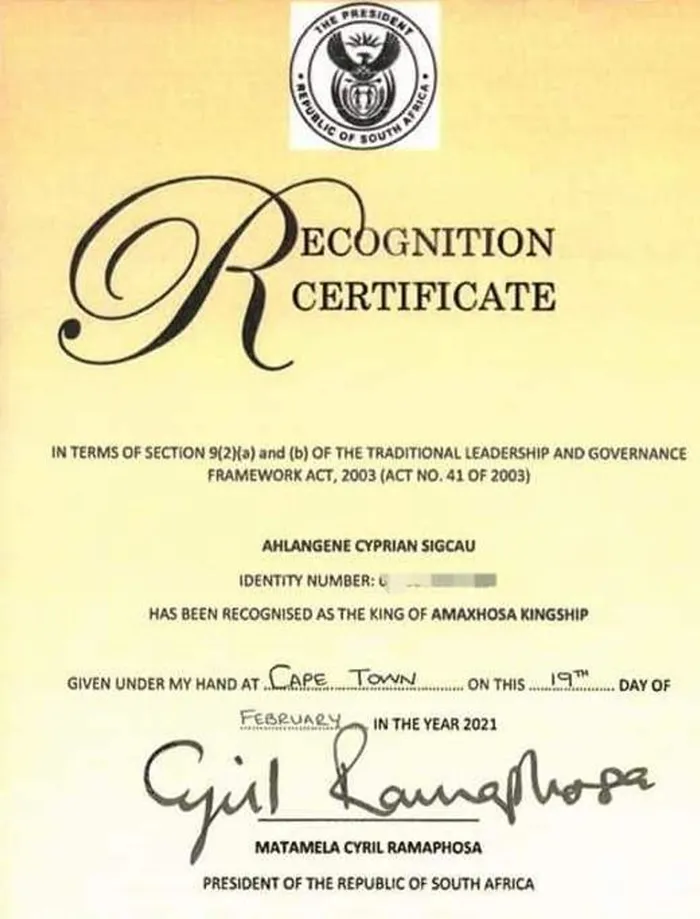 THE PRESIDENT
REPUBLIC OF SOUTH AFRICA
RECOGNITION
CERTIFICATE
IN TERMS OF SECTION 9(2)(a) and (b) OF THE TRADITIONAL LEADERSHIP AND GOVERNANCE
FRAMEWORK ACT, 2003 (ACT NO. 41 OF 2003)
AHLANGENE CYPRIAN SIGCAU
IDENTITY NUMBER:
HAS BEEN RECOGNISED AS THE KING OF AMAXHOSA KINGSHIP
GIVEN UNDER MY HAND AT CAPE TOWN ON THIS 19TH DAY OF
FEBRUARY IN THE YEAR 2021
Cyril Ramaphosa
MATAMELA CYRIL RAMAPHOSA
PRESIDENT OF THE REPUBLIC OF SOUTH AFRICA